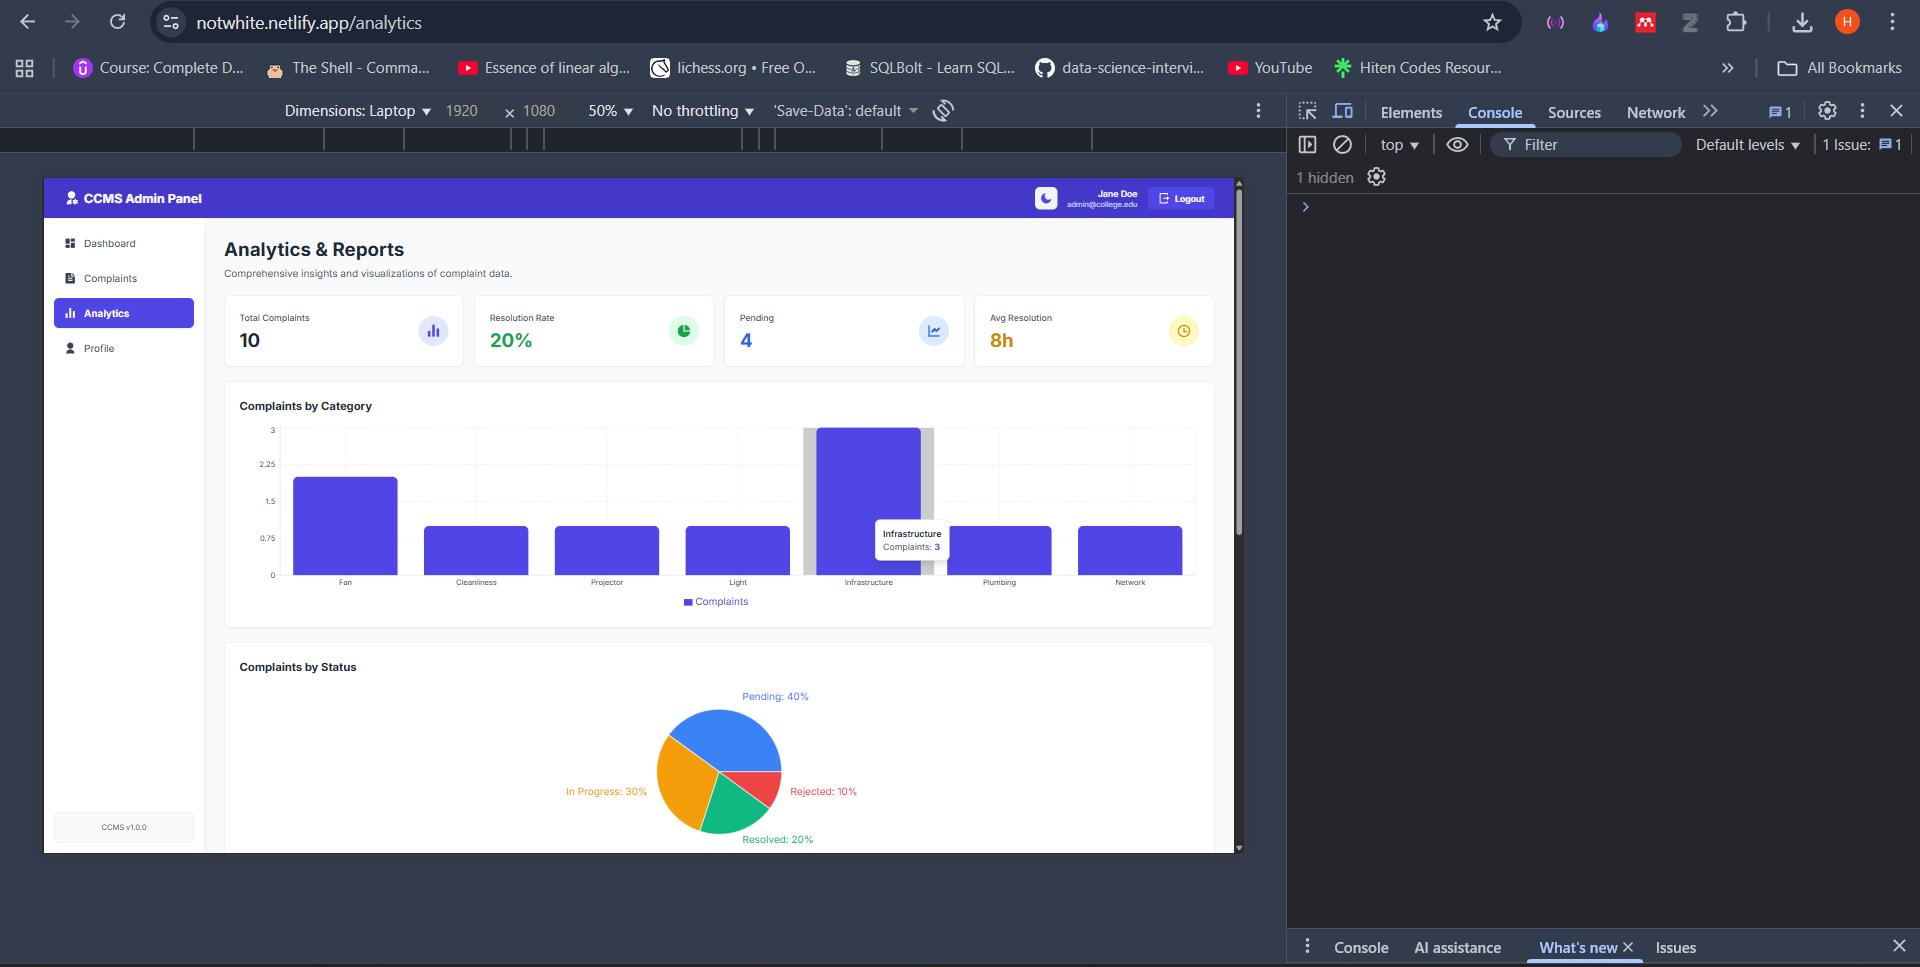 notwhite.netlify.app/analytics
H
Course: Complete D...
The Shell - Comma...
Essence of linear alg...
lichess.org • Free O...
SQLBolt - Learn SQL...
data-science-intervi...
YouTube
Hiten Codes Resour...
All Bookmarks
Dimensions: Laptop
1920 × 1080
50%
No throttling
'Save-Data': default
Elements
Console
Sources
Network
1
top
Filter
Default levels
1 Issue: 1
1 hidden
CCMS Admin Panel
Jane Doe
admin@college.edu
Logout
Dashboard
Complaints
Analytics
Profile
CCMS v1.0.0
Analytics & Reports
Comprehensive insights and visualizations of complaint data.
Total Complaints
10
Resolution Rate
20%
Pending
4
Avg Resolution
8h
Complaints by Category
3
2.25
1.5
0.75
0
Fan
Cleanliness
Projector
Light
Infrastructure
Plumbing
Network
Infrastructure
Complaints: 3
Complaints
Complaints by Status
Pending: 40%
In Progress: 30%
Rejected: 10%
Resolved: 20%
Console
AI assistance
What's new
Issues